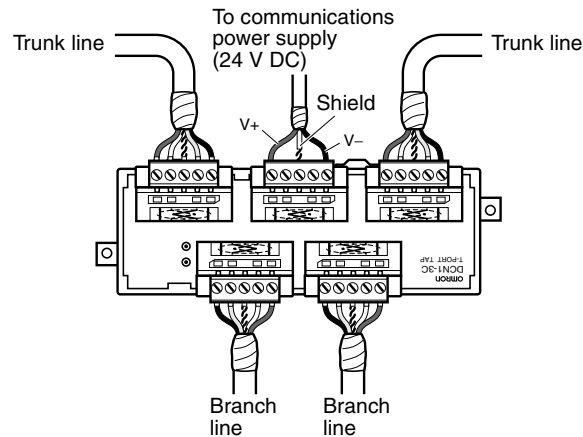 Trunk line
To communications
power supply
(24 V DC)
Trunk line
Shield
V+
V–
OMRON
DCN1-3C
T-PORT TAP
Branch
line
Branch
line